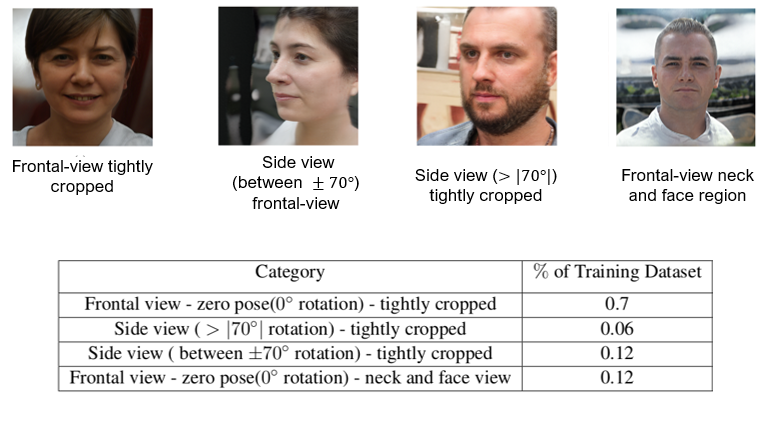 Frontal-view tightly
cropped
Side view
(between ± 70°)
frontal-view
Side view (> |70°|)
tightly cropped
Frontal-view neck
and face region
Category % of Training Dataset
Frontal view - zero pose(0° rotation) - tightly cropped 0.7
Side view ( > |70°| rotation) - tightly cropped 0.06
Side view ( between ±70° rotation) - tightly cropped 0.12
Frontal view - zero pose(0° rotation) - neck and face view 0.12